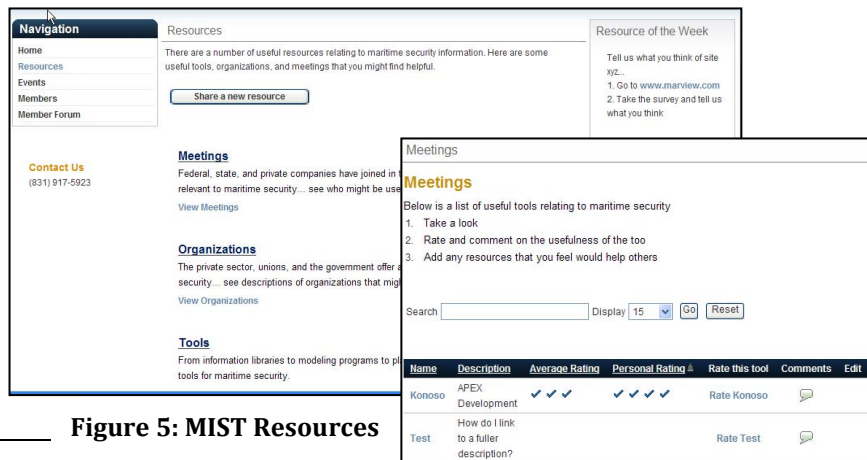 Navigation
Home
Resources
Events
Members
Member Forum
Contact Us
(831) 917-5923
Resources
There are a number of useful resources relating to maritime security information. Here are some
useful tools, organizations, and meetings that you might find helpful.
Share a new resource
Meetings
Federal, state, and private companies have joined in
relevant to maritime security... see who might be use
View Meetings
Organizations
The private sector, unions, and the government offer
security... see descriptions of organizations that
View Organizations
Tools
From information libraries to modeling programs to
tools for maritime security.
Resource of the Week
Tell us what you think of site
xyz...
1. Go to www.marview.com
2. Take the survey and tell us
what you think
Meetings
Meetings
Below is a list of useful tools relating to maritime security
1. Take a look
2. Rate and comment on the usefulness of the too
3. Add any resources that you feel would help others
Search Display 15 Go Reset
Name Description Average Rating Personal Rating Rate this tool Comments Edit
Konoso APEX Development Rate Konoso
Test How do I link to a fuller description? Rate Test
Figure 5: MIST Resources